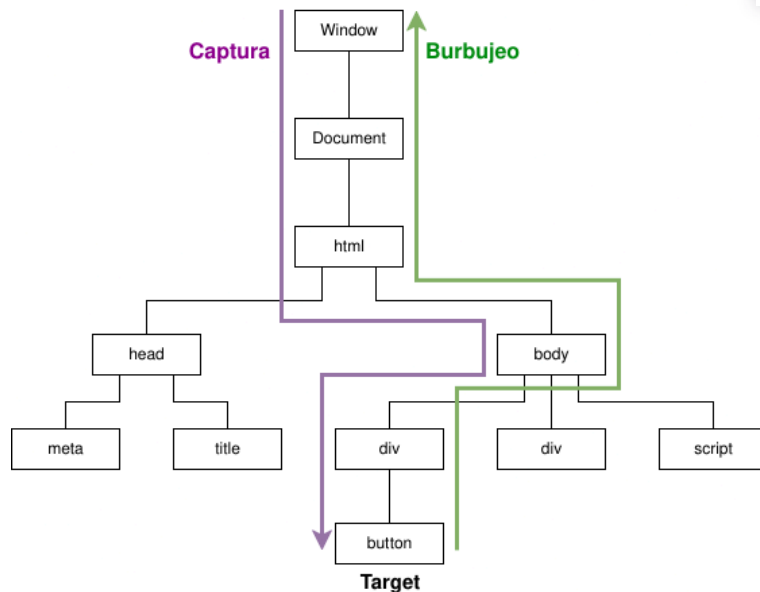 Window
Captura
Burbujeo
Document
html
head
body
meta
title
div
div
script
button
Target